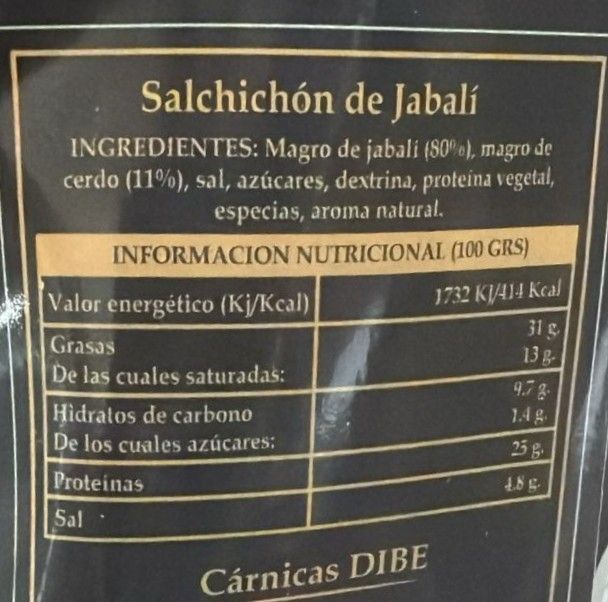 Salchichón de Jabalí
INGREDIENTES: Magro de jabalí (80%), magro de
cerdo (11%), sal, azúcares, dextrina, proteína vegetal,
especias, aroma natural.
INFORMACION NUTRICIONAL (100 GRS)
Valor energético (Kj/Kcal) 1732 KJ/414 Kcal
Grasas 31 g.
De las cuales saturadas: 13 g.
Hidratos de carbono 9.7 g.
De los cuales azúcares: 1.4 g.
Proteínas 23 g.
Sal 4.8 g.
Cárnicas DIBE